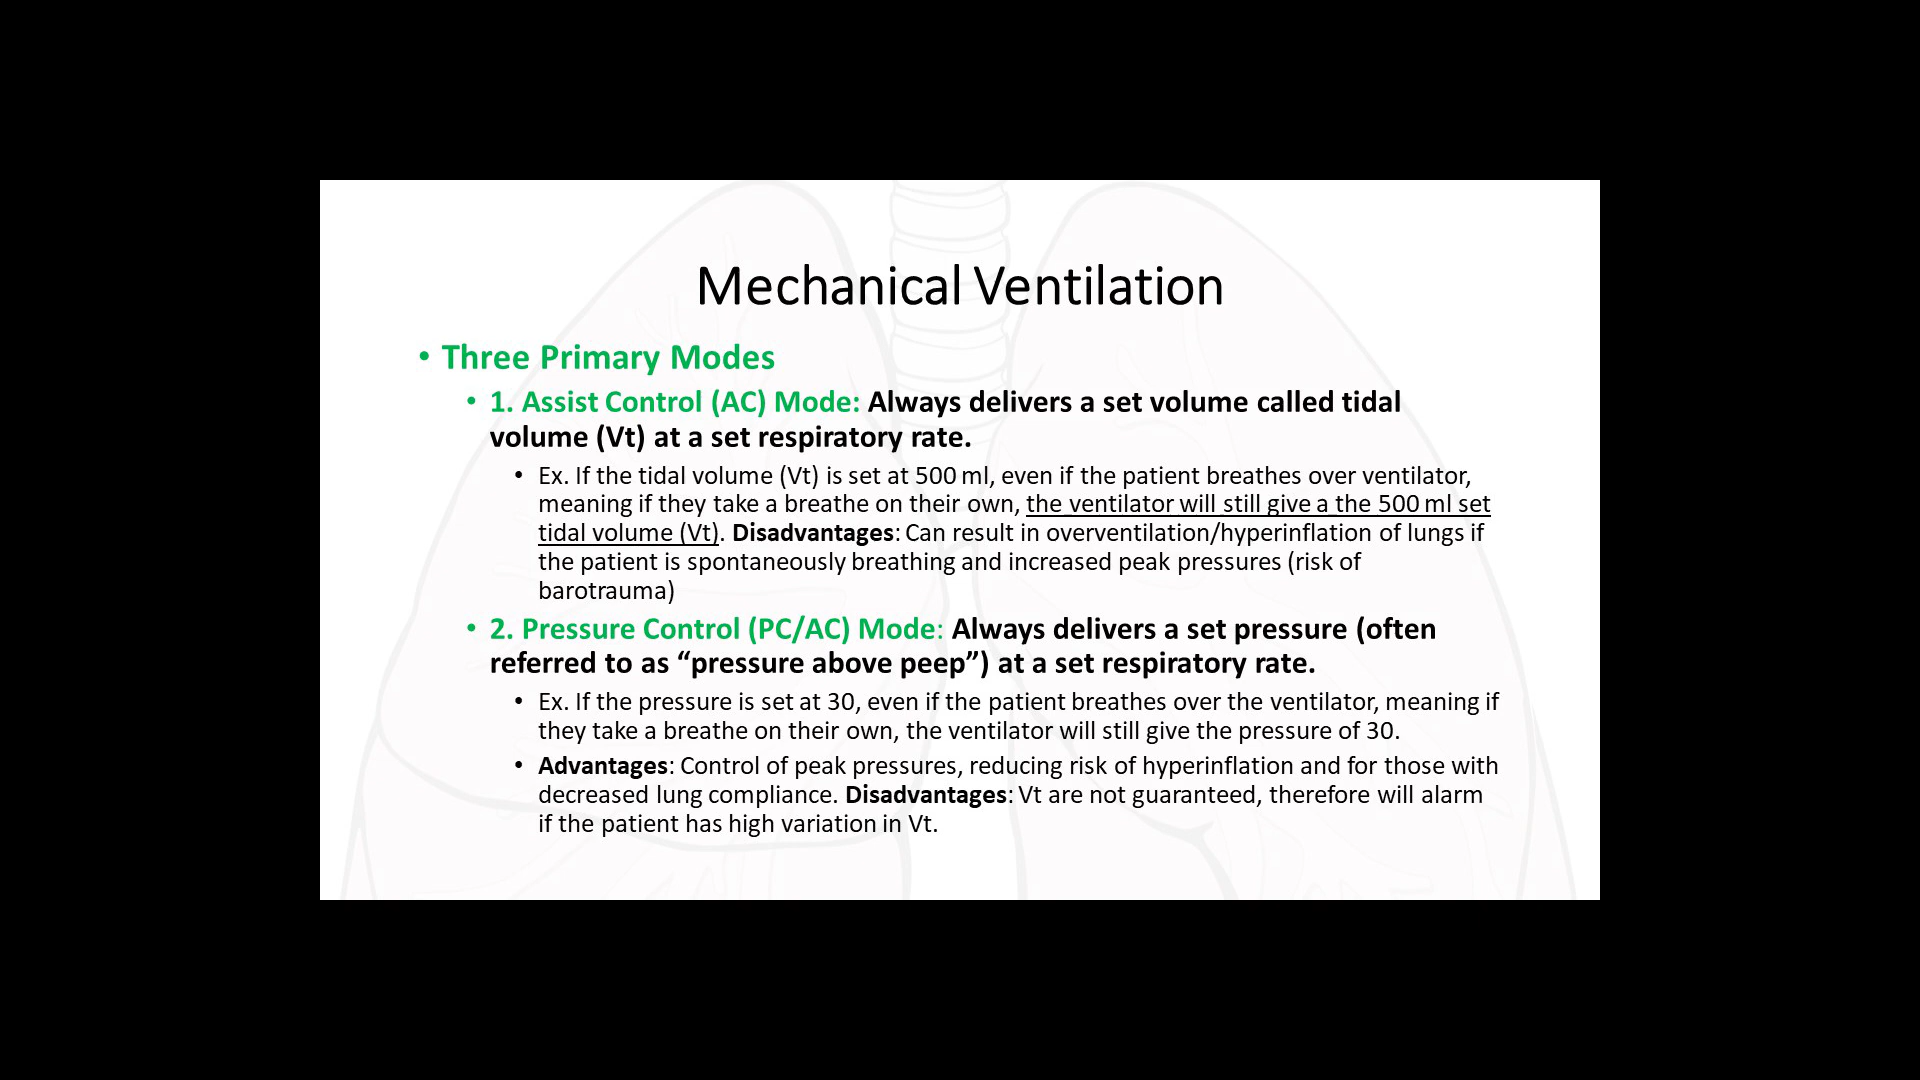 Mechanical Ventilation
• Three Primary Modes
• 1. Assist Control (AC) Mode: Always delivers a set volume called tidal
volume (Vt) at a set respiratory rate.
• Ex. If the tidal volume (Vt) is set at 500 ml, even if the patient breathes over ventilator,
meaning if they take a breathe on their own, the ventilator will still give a the 500 ml set
tidal volume (Vt). Disadvantages: Can result in overventilation/hyperinflation of lungs if
the patient is spontaneously breathing and increased peak pressures (risk of
barotrauma)
• 2. Pressure Control (PC/AC) Mode: Always delivers a set pressure (often
referred to as “pressure above peep”) at a set respiratory rate.
• Ex. If the pressure is set at 30, even if the patient breathes over the ventilator, meaning if
they take a breathe on their own, the ventilator will still give the pressure of 30.
• Advantages: Control of peak pressures, reducing risk of hyperinflation and for those with
decreased lung compliance. Disadvantages: Vt are not guaranteed, therefore will alarm
if the patient has high variation in Vt.